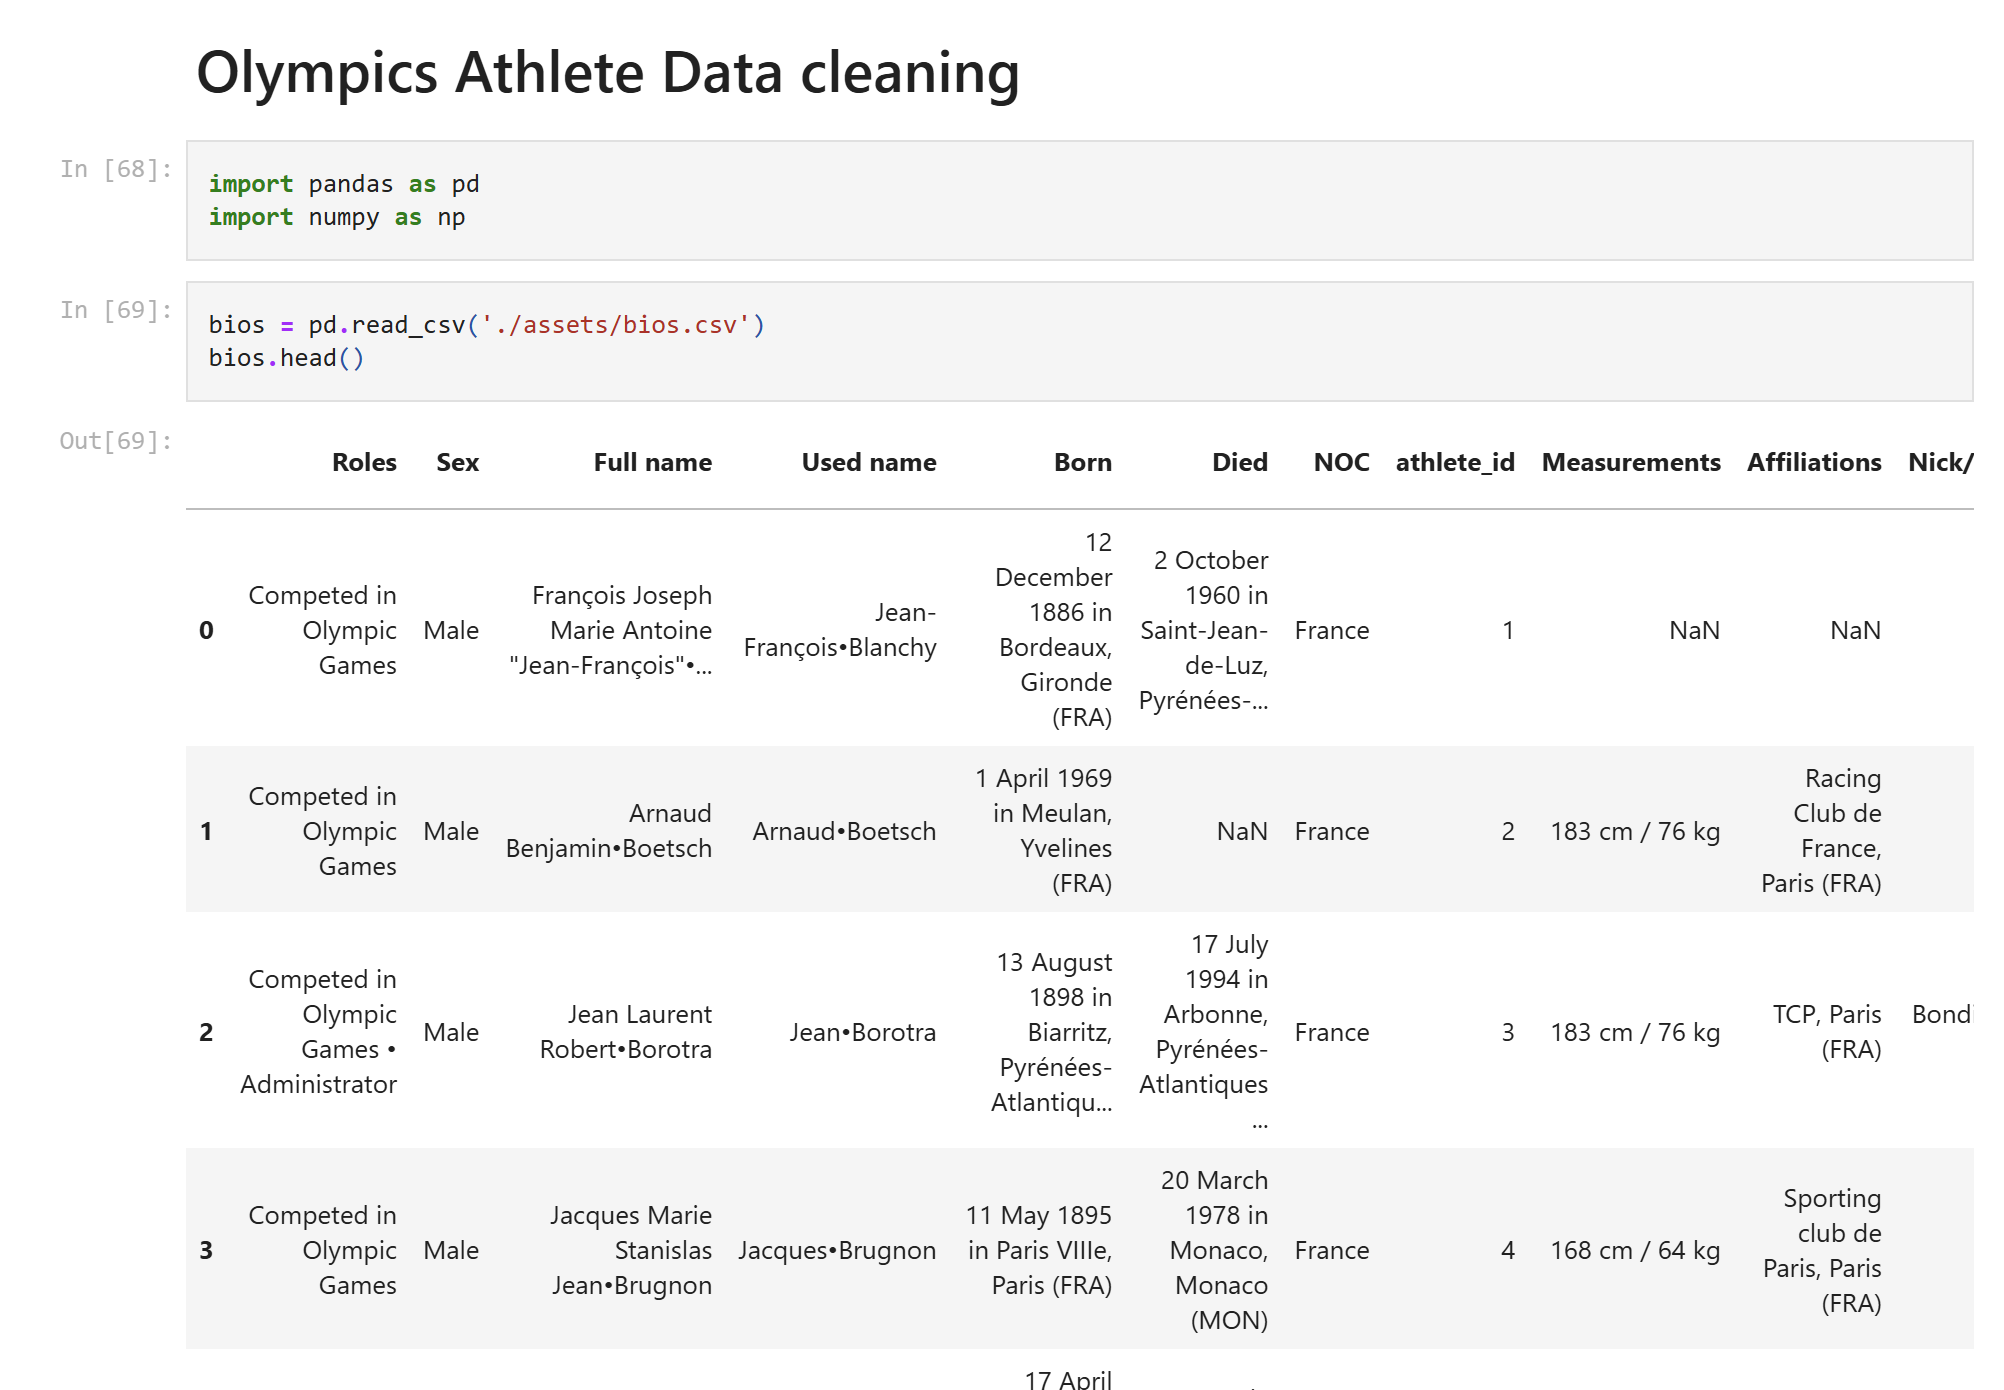 Olympics Athlete Data cleaning
In [68]:
import pandas as pd
import numpy as np
In [69]:
bios = pd.read_csv('./assets/bios.csv')
bios.head()
Out[69]:
Roles Sex Full name Used name Born Died NOC athlete_id Measurements Affiliations Nick/
0
Competed in
Olympic
Games
Male
François Joseph
Marie Antoine
"Jean-François"•...
Jean-
François•Blanchy
12
December
1886 in
Bordeaux,
Gironde
(FRA)
2 October
1960 in
Saint-Jean-
de-Luz,
Pyrénées-...
France
1
NaN
NaN
1
Competed in
Olympic
Games
Male
Arnaud
Benjamin•Boetsch
Arnaud•Boetsch
1 April 1969
in Meulan,
Yvelines
(FRA)
NaN
France
2
183 cm / 76 kg
Racing
Club de
France,
Paris (FRA)
2
Competed in
Olympic
Games •
Administrator
Male
Jean Laurent
Robert•Borotra
Jean•Borotra
13 August
1898 in
Biarritz,
Pyrénées-
Atlantiqu...
17 July
1994 in
Arbonne,
Pyrénées-
Atlantiques
...
France
3
183 cm / 76 kg
TCP, Paris
(FRA)
Bondi
3
Competed in
Olympic
Games
Male
Jacques Marie
Stanislas
Jean•Brugnon
Jacques•Brugnon
11 May 1895
in Paris VIIIe,
Paris (FRA)
20 March
1978 in
Monaco,
Monaco
(MON)
France
4
168 cm / 64 kg
Sporting
club de
Paris, Paris
(FRA)
17 April